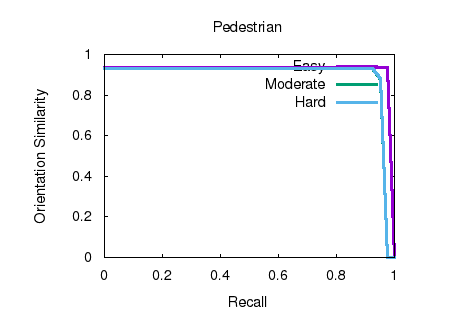 Pedestrian
Orientation Similarity
1
0.8
0.6
0.4
0.2
0
Easy
Moderate
Hard
0 0.2 0.4 0.6 0.8 1
Recall